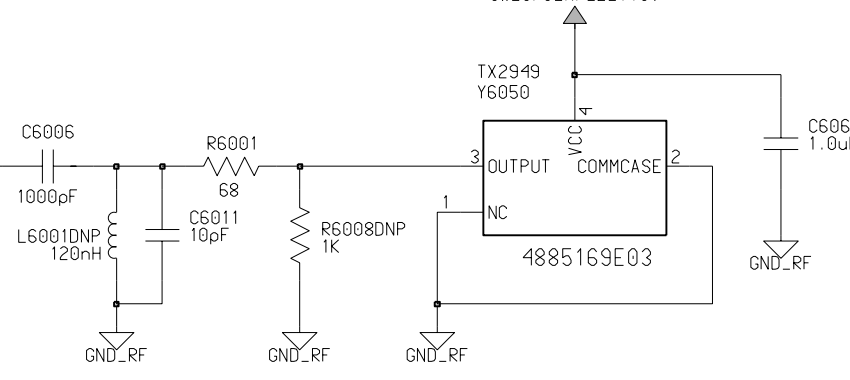 TX2949
Y6050
4
C6006
R6001
C606
1.0u
VCC
3
OUTPUT
COMMCASE
2
1000pF
68
1
NC
C6011
10pF
L6001DNP
120nH
R6008DNP
1K
4885169E03
GND_RF
GND_RF
GND_RF
GND_RF